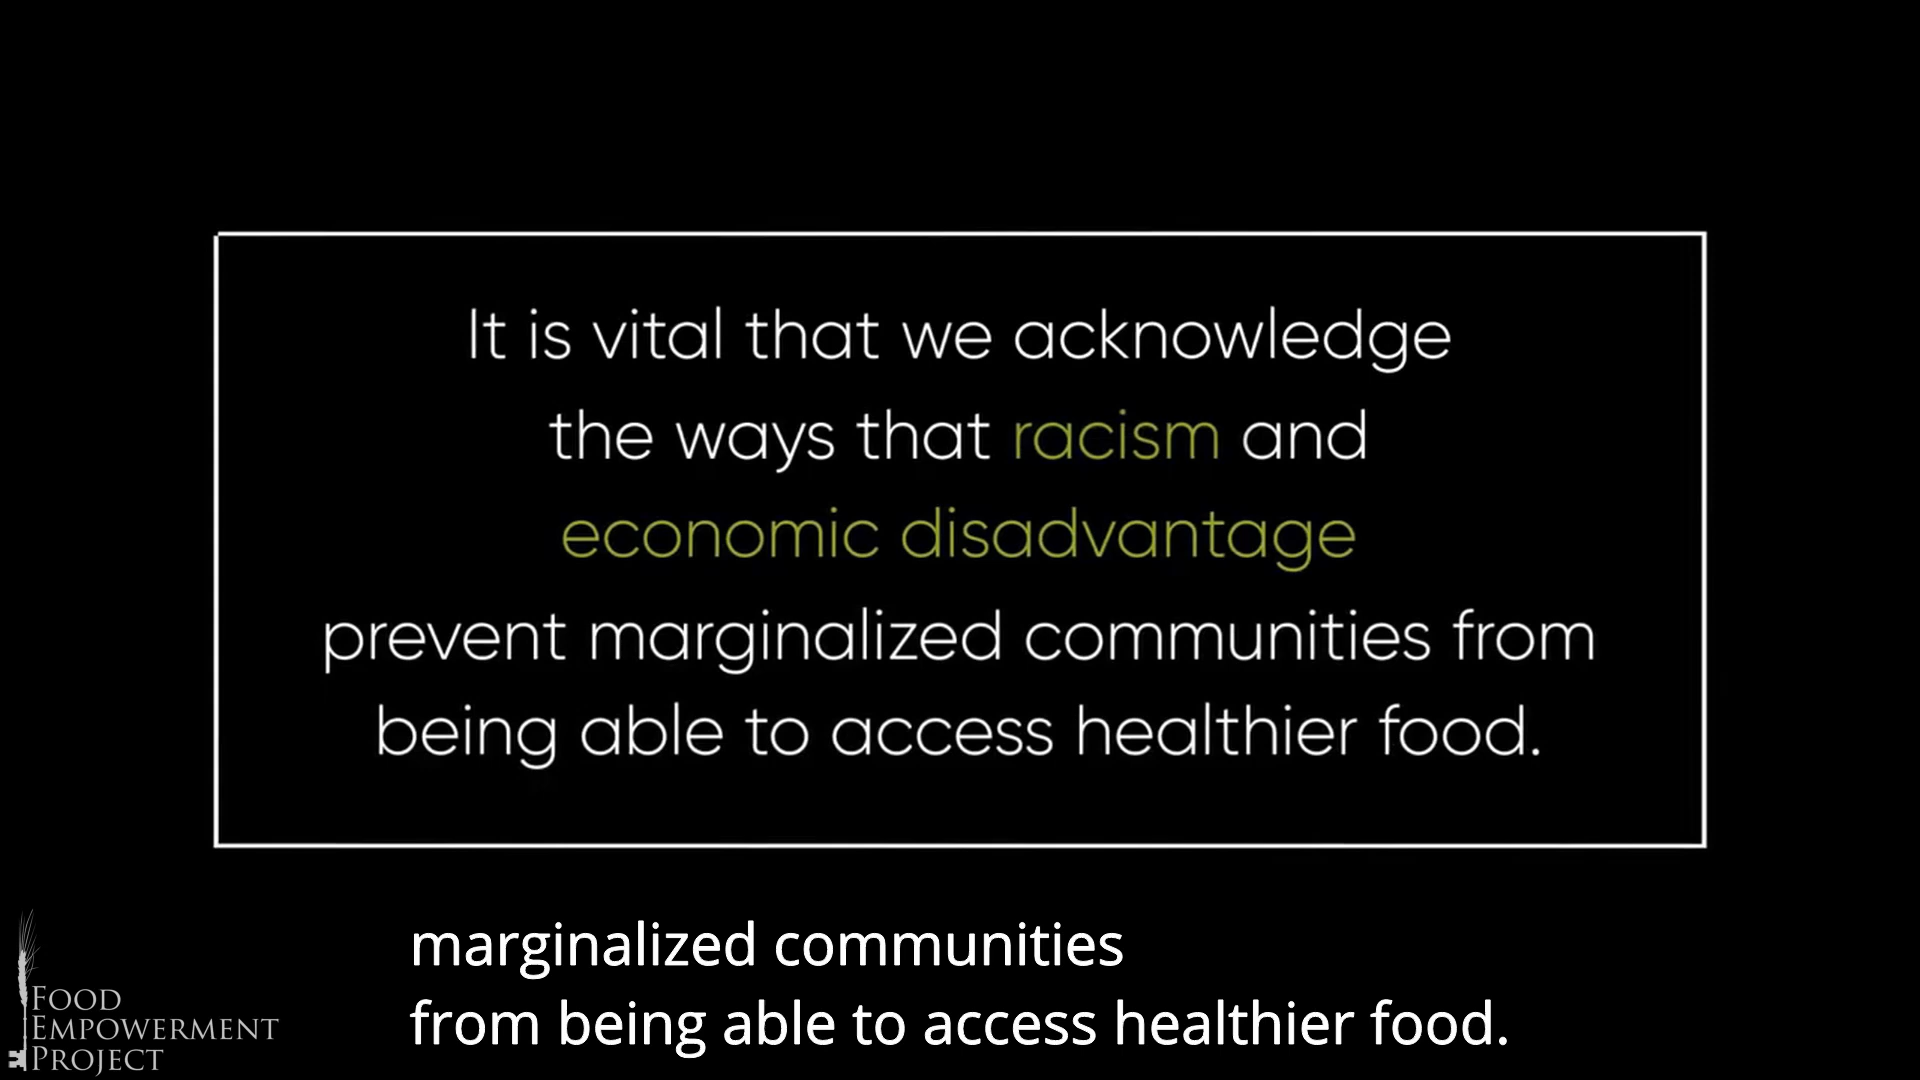 It is vital that we acknowledge
the ways that racism and
economic disadvantage
prevent marginalized communities from
being able to access healthier food.
marginalized communities
from being able to access healthier food.
FOOD
EMPOWERMENT
PROJECT